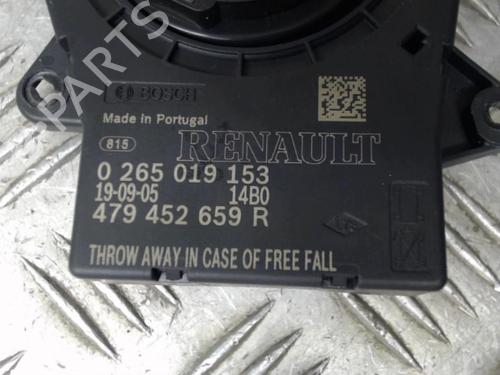 PARTS
BOSCH
Made in Portugal
815
RENAULT
0 265 019 153
19-09-05 14B0
479 452 659 R
THROW AWAY IN CASE OF FREE FALL